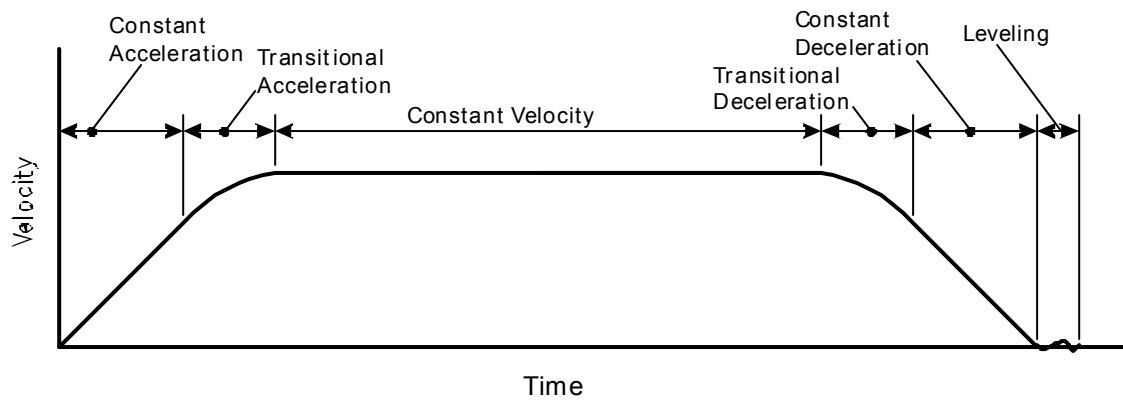 Constant
Acceleration
Transitional
Acceleration
Constant Velocity
Constant
Deceleration
Transitional
Deceleration
Leveling
Velocity
Time